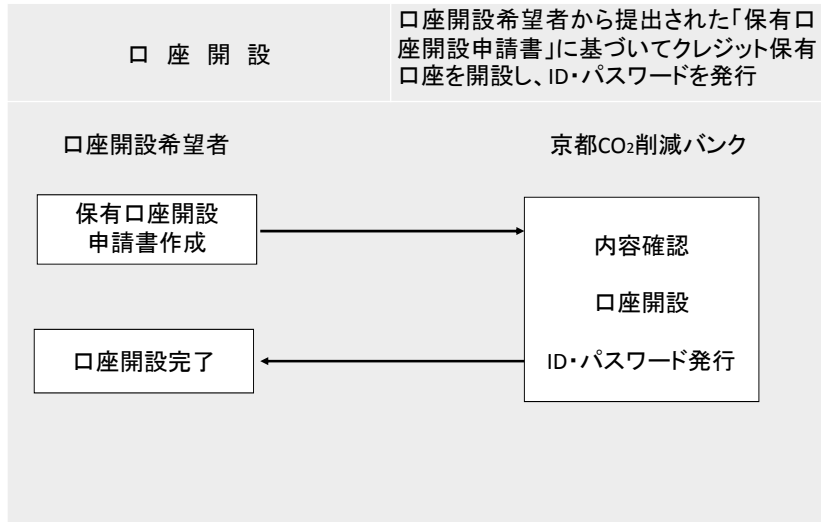 口座開設
口座開設希望者から提出された「保有口
座開設申請書」に基づいてクレジット保有
口座を開設し、ID・パスワードを発行
口座開設希望者
京都CO₂削減バンク
保有口座開設
申請書作成
内容確認
口座開設
口座開設完了
ID・パスワード発行